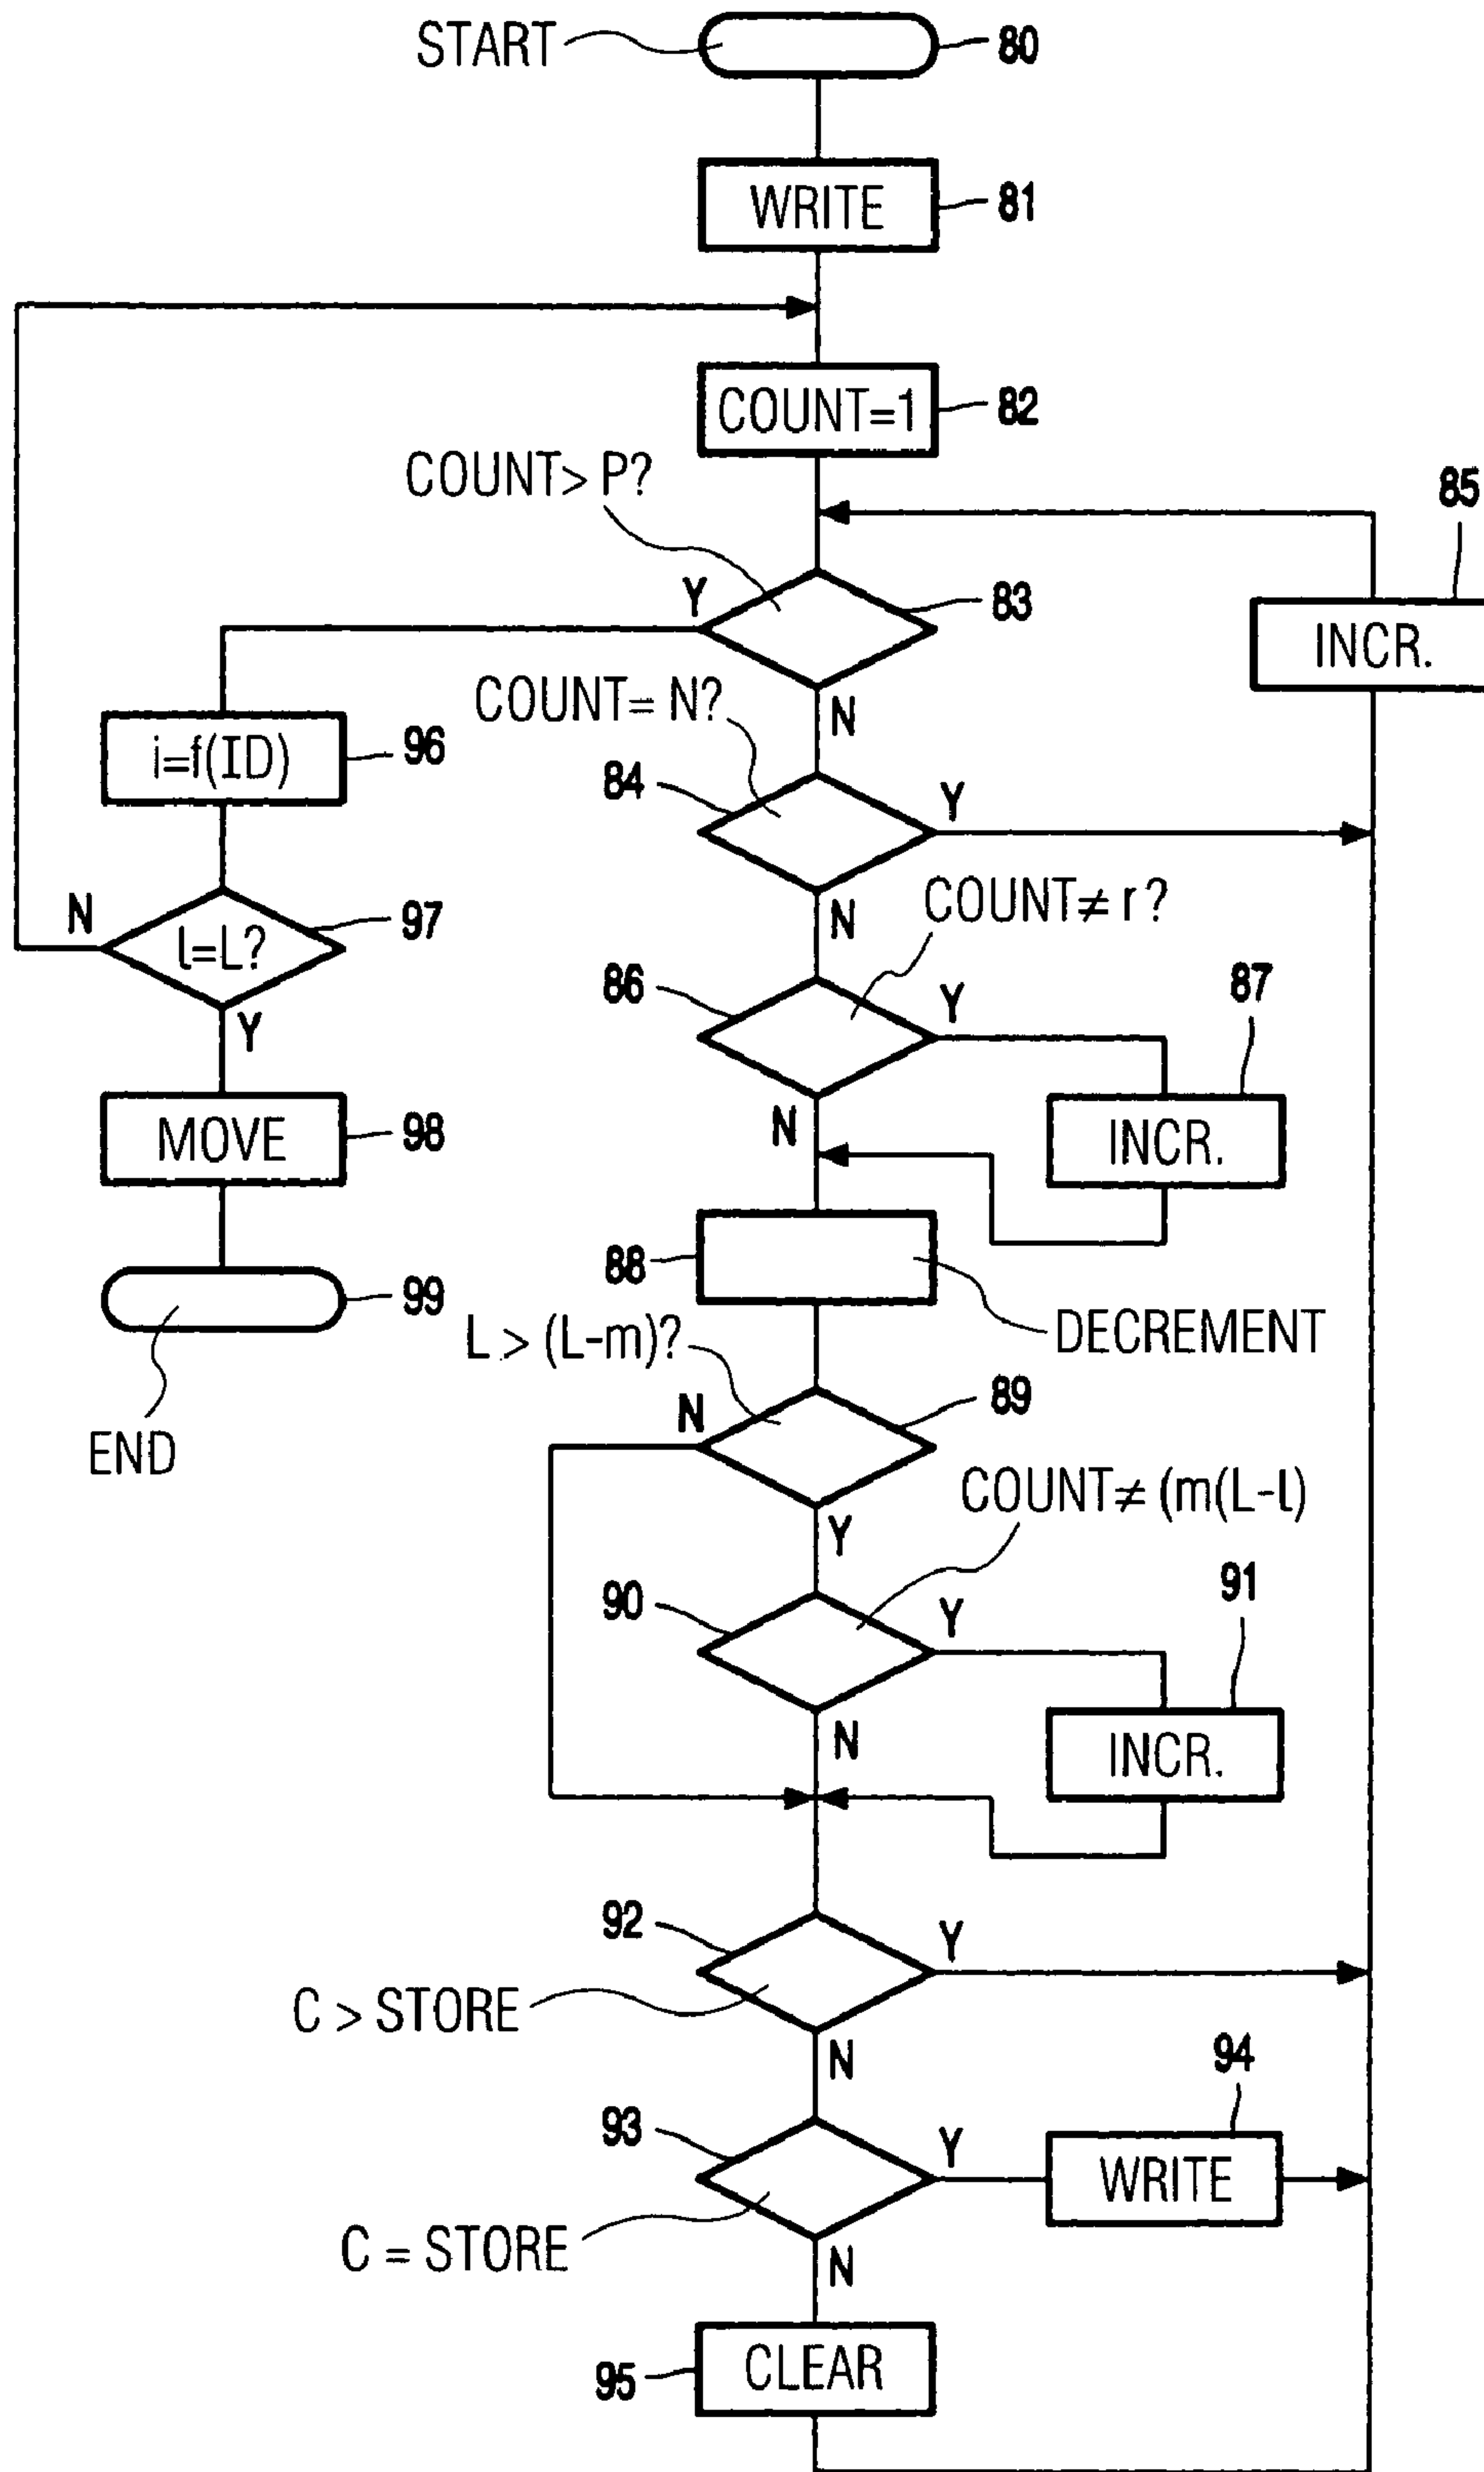 START
80
WRITE
81
COUNT=1
82
COUNT> P?
85
Y
83
INCR.
N
COUNT= N?
i=f(ID)
96
84
Y
N
COUNT≠ r?
N
l=L?
97
86
Y
87
Y
N
INCR.
MOVE
98
88
DECREMENT
99
L > (L-m)?
END
N
89
Y
COUNT≠ (m(L-l)
90
Y
91
N
INCR.
92
Y
C > STORE
N
94
93
Y
WRITE
C = STORE
N
95
CLEAR